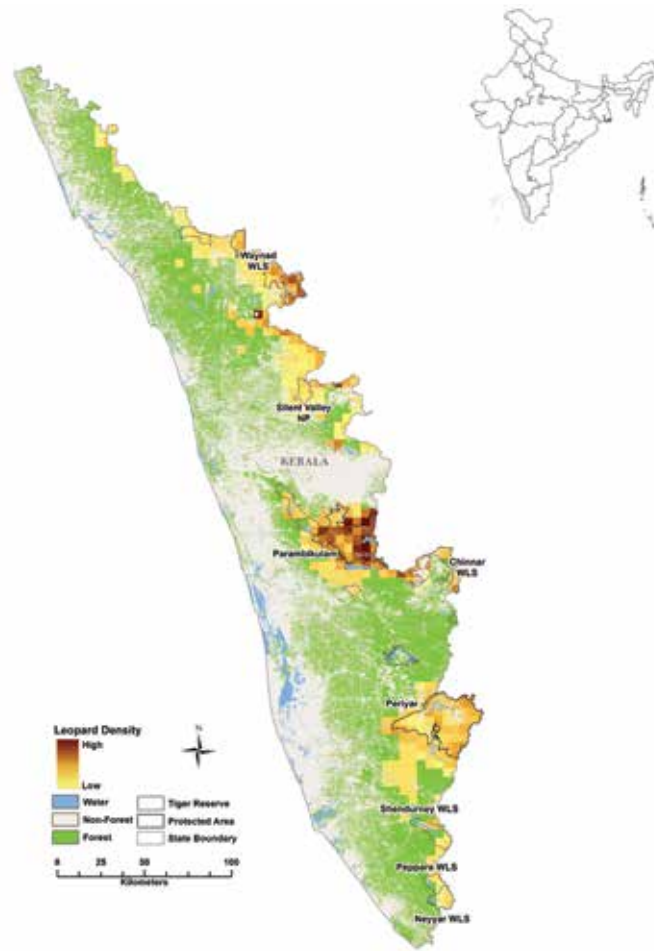 Waynad
WLS
Silent Valley
NP
KERALA
Parambikulam
Chinnar
WLS
Periyar
Leopard Density
High
Low
Water
Non-Forest
Forest
Tiger Reserve
Protected Area
State Boundary
N
0 25 50 100
Kilometers
Shendurney WLS
Peppara WLS
Neyyar WLS